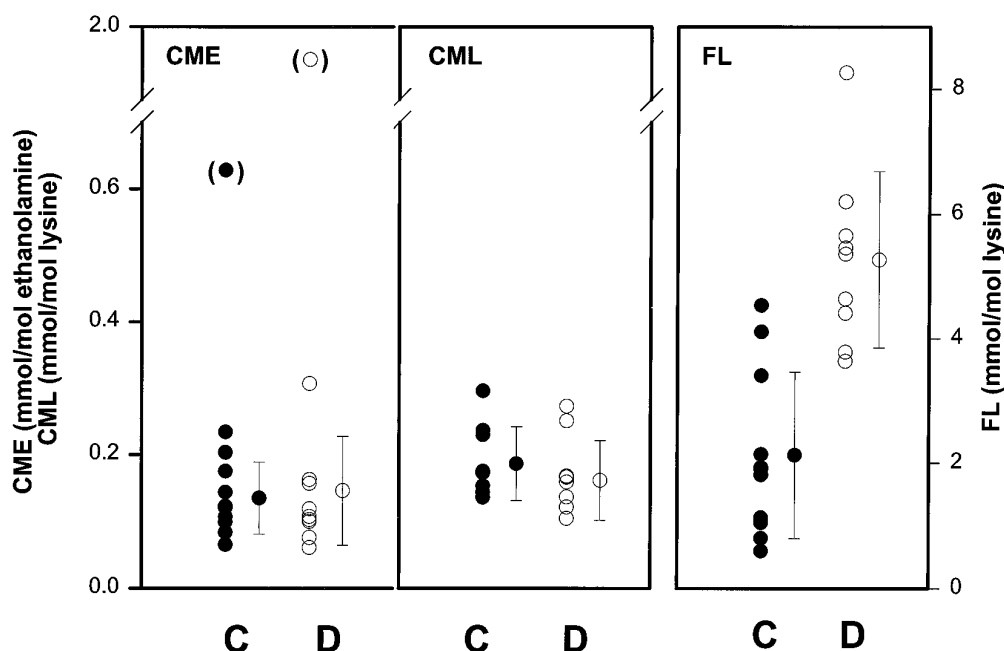 CME (mmol/mol ethanolamine)
CML (mmol/mol lysine)
2.0
0.6
0.4
0.2
0.0
CME
( )
( )
CML
FL
8
6
4
2
0
FL (mmol/mol lysine)
C D C D C D